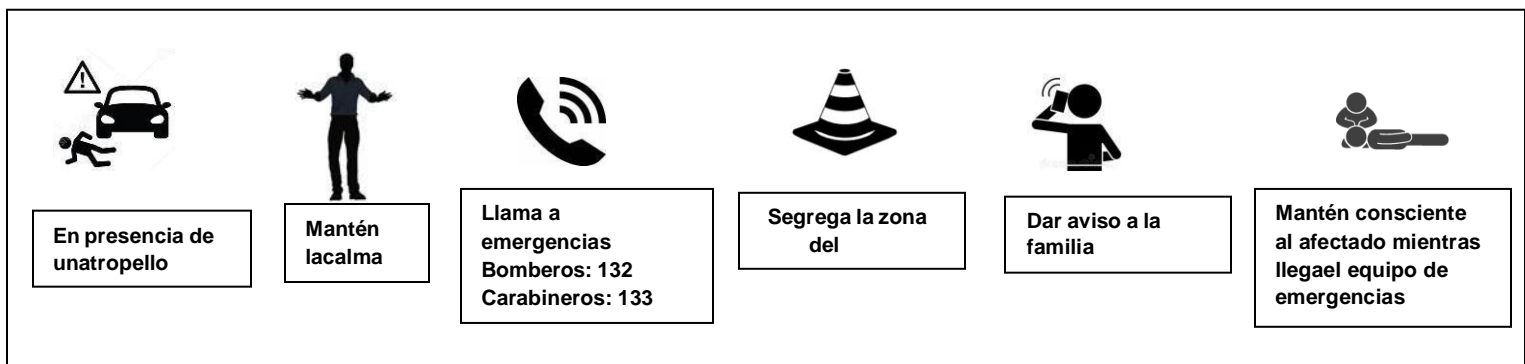 En presencia de
unatropello
Mantén
lacalma
Llama a
emergencias
Bomberos: 132
Carabineros: 133
Segrega la zona
del
Dar aviso a la
familia
Mantén consciente
al afectado mientras
llegael equipo de
emergencias